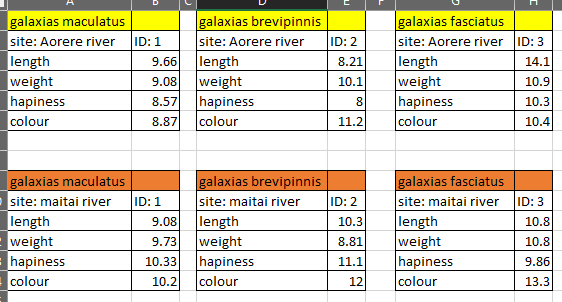 A B C D E F G H
galaxias maculatus galaxias brevipinnis galaxias fasciatus
site: Aorere river ID: 1 site: Aorere river ID: 2 site: Aorere river ID: 3
length 9.66 length 8.21 length 14.1
weight 9.08 weight 10.1 weight 10.9
hapiness 8.57 hapiness 8 hapiness 10.3
colour 8.87 colour 11.2 colour 10.4
galaxias maculatus galaxias brevipinnis galaxias fasciatus
site: maitai river ID: 1 site: maitai river ID: 2 site: maitai river ID: 3
length 9.08 length 10.3 length 10.8
weight 9.73 weight 8.81 weight 10.8
hapiness 10.33 hapiness 11.1 hapiness 9.86
colour 10.2 colour 12 colour 13.3